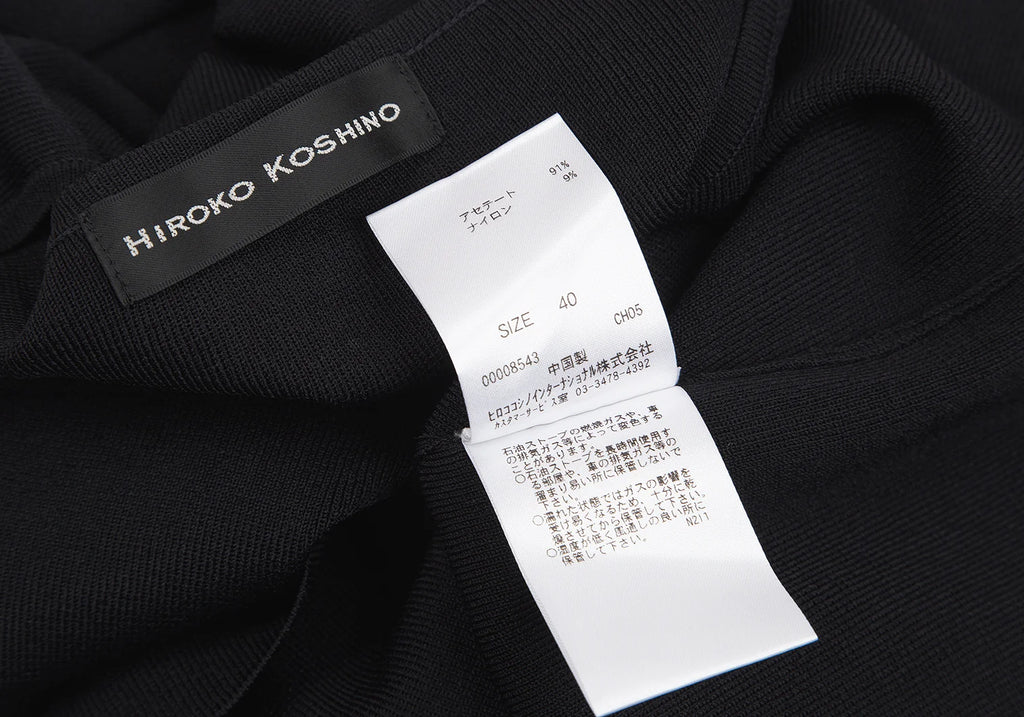 HIROKO KOSHINO
アセテート 91%
ナイロン 9%
SIZE 40
CH05
00008543 中国製
ヒロココシノインターナショナル株式会社
カスタマーサービス室 03-3478-4392
石油ストーブの燃焼ガスや、車
の排気ガス等によって変色する
ことがあります。
○石油ストーブを長時間使用す
る部屋や、車の排気ガス等の
溜まり易い所に保管しないで
下さい。
○濡れた状態ではガスの影響を
受け易くなるため、十分に乾
燥させてから保管して下さい。
○湿度が低く風通しの良い所に
保管して下さい。
N2/1